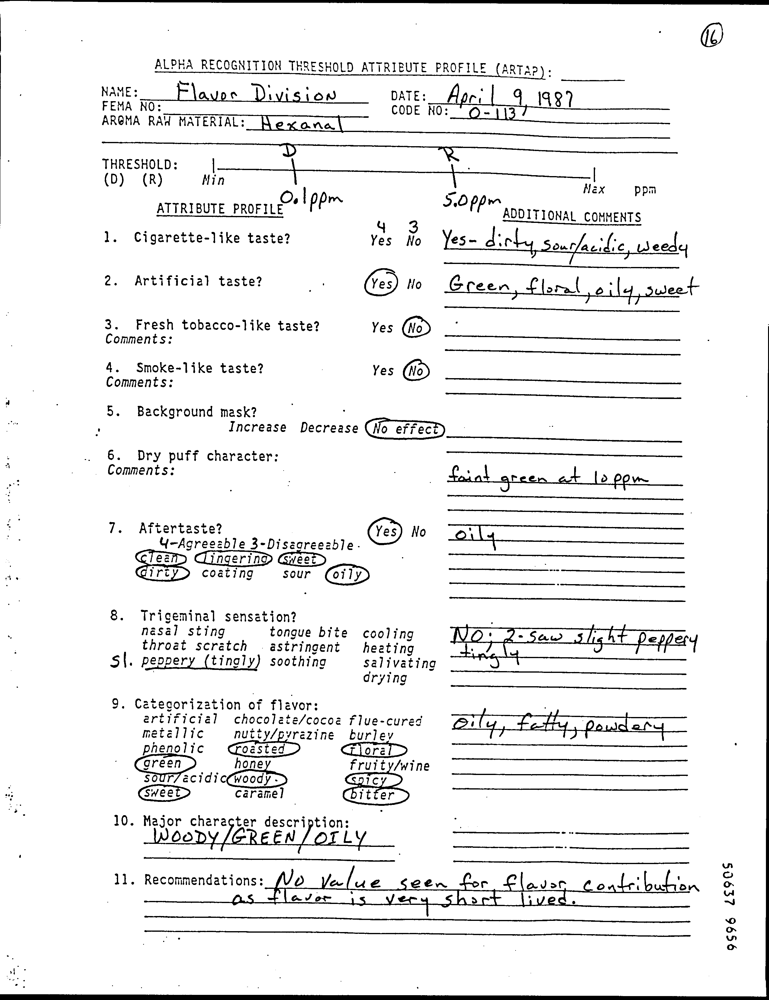 16
ALPHA RECOGNITION THRESHOLD ATTRIBUTE PROFILE (ARTAP):
NAME: Flavor Division DATE: April 9, 1987
FEMA NO: CODE NO: O-1137
AROMA RAW MATERIAL: Hexanal
D R
THRESHOLD:
(D) (R) Min Max ppm
0.1ppm 5.0ppm
ATTRIBUTE PROFILE ADDITIONAL COMMENTS
4 3
1. Cigarette-like taste? Yes No Yes- dirty, sour/acidic, weedy
2. Artificial taste? Yes No Green, floral, oily, sweet
3. Fresh tobacco-like taste? Yes No
Comments:
4. Smoke-like taste? Yes No
Comments:
5. Background mask?
Increase Decrease No effect
6. Dry puff character:
Comments: faint green at 10 ppm
7. Aftertaste? Yes No oily
4-Agreeable 3-Disagreeable
clean lingering sweet
dirty coating sour oily
8. Trigeminal sensation?
nasal sting tongue bite cooling NO; 2-saw slight peppery
throat scratch astringent heating tingly
sl. peppery (tingly) soothing salivating
drying
9. Categorization of flavor:
artificial chocolate/cocoa flue-cured oily, fatty, powdery
metallic nutty/pyrazine burley
phenolic roasted floral
green honey fruity/wine
sour/acidic woody spicy
sweet caramel bitter
10. Major character description:
WOODY/GREEN/OILY
11. Recommendations: No value seen for flavor contribution
as flavor is very short lived.
50637 9656